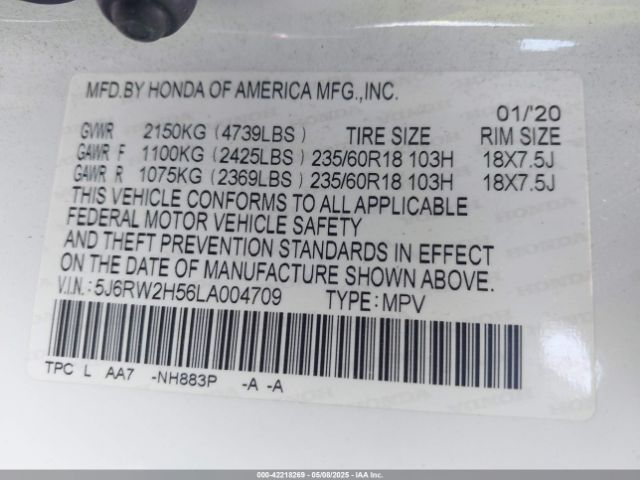 MFD.BY HONDA OF AMERICA MFG.,INC.
01/'20
GVWR 2150KG (4739LBS) TIRE SIZE RIM SIZE
GAWR F 1100KG (2425LBS) 235/60R18 103H 18X7.5J
GAWR R 1075KG (2369LBS) 235/60R18 103H 18X7.5J
THIS VEHICLE CONFORMS TO ALL APPLICABLE
FEDERAL MOTOR VEHICLE SAFETY
AND THEFT PREVENTION STANDARDS IN EFFECT
ON THE DATE OF MANUFACTURE SHOWN ABOVE.
V.I.N.: 5J6RW2H56LA004709 TYPE: MPV
TPC L AA7 -NH883P -A -A
000-42218269 - 05/08/2025 - IAA Inc.